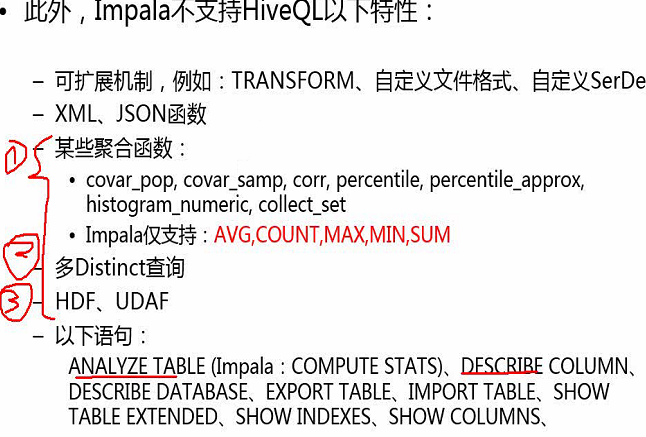 • 此外，Impala不支持HiveQL以下特性：
– 可扩展机制，例如：TRANSFORM、自定义文件格式、自定义SerDe
– XML、JSON函数
① – 某些聚合函数：
• covar_pop, covar_samp, corr, percentile, percentile_approx,
histogram_numeric, collect_set
• Impala仅支持：AVG,COUNT,MAX,MIN,SUM
② – 多Distinct查询
③ – HDF、UDAF
– 以下语句：
ANALYZE TABLE (Impala：COMPUTE STATS)、DESCRIBE COLUMN、
DESCRIBE DATABASE、EXPORT TABLE、IMPORT TABLE、SHOW
TABLE EXTENDED、SHOW INDEXES、SHOW COLUMNS、